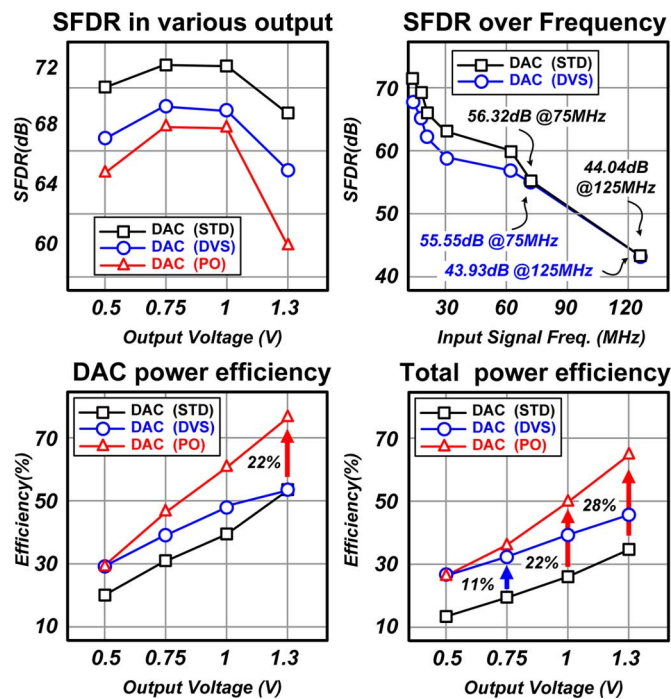 SFDR in various output
72
68
64
60
SFDR(dB)
DAC (STD)
DAC (DVS)
DAC (PO)
0.5 0.75 1 1.3
Output Voltage (V)
SFDR over Frequency
DAC (STD)
DAC (DVS)
70
60
50
40
SFDR(dB)
56.32dB @75MHz
44.04dB
@125MHz
55.55dB @75MHz
43.93dB @125MHz
30 60 90 120
Input Signal Freq. (MHz)
DAC power efficiency
DAC (STD)
DAC (DVS)
DAC (PO)
70
50
30
10
Efficiency(%)
22%
0.5 0.75 1 1.3
Output Voltage (V)
Total power efficiency
DAC (STD)
DAC (DVS)
DAC (PO)
70
50
30
10
Efficiency(%)
28%
11%
22%
0.5 0.75 1 1.3
Output Voltage (V)